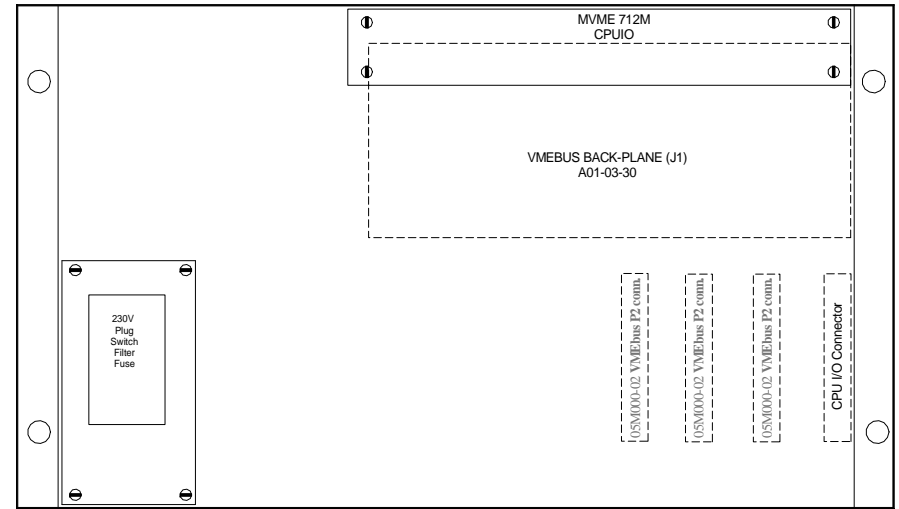 MVME 712M
CPUIO
VMEBUS BACK-PLANE (J1)
A01-03-30
230V
Plug
Switch
Filter
Fuse
05M000-02 VMEbus P2 conn.
05M000-02 VMEbus P2 conn.
05M000-02 VMEbus P2 conn.
CPU I/O Connector